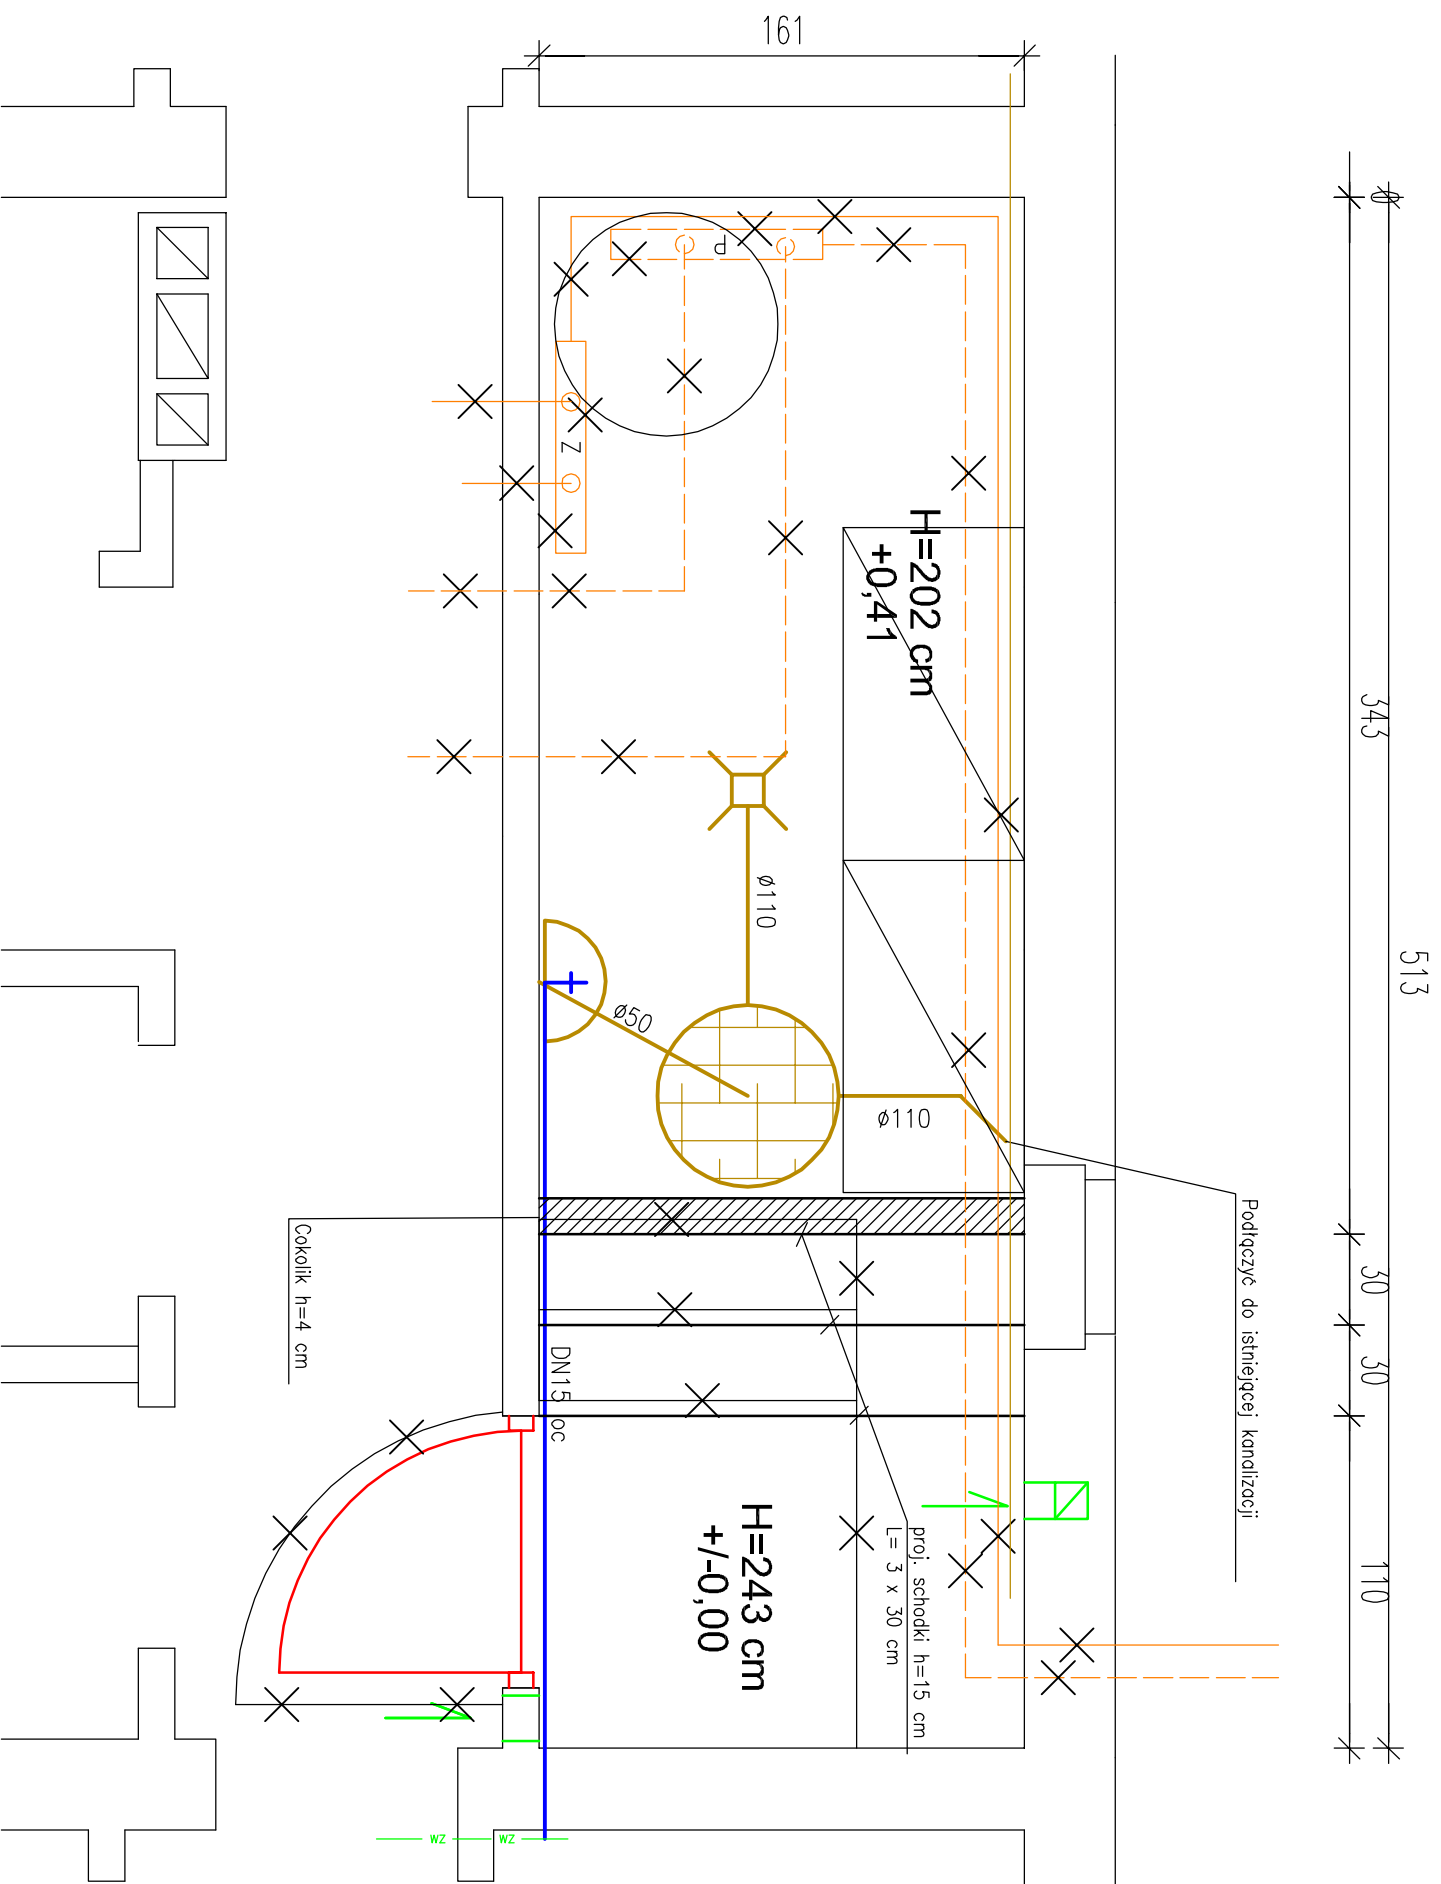 161
0
343
513
30
30
110
P
Z
H=202 cm
+0,41
ø110
ø50
ø110
Podłączyć do istniejącej kanalizacji
Cokolik h=4 cm
DN15 oc
proj. schodki h=15 cm
L= 3 x 30 cm
H=243 cm
+/-0,00
WZ WZ